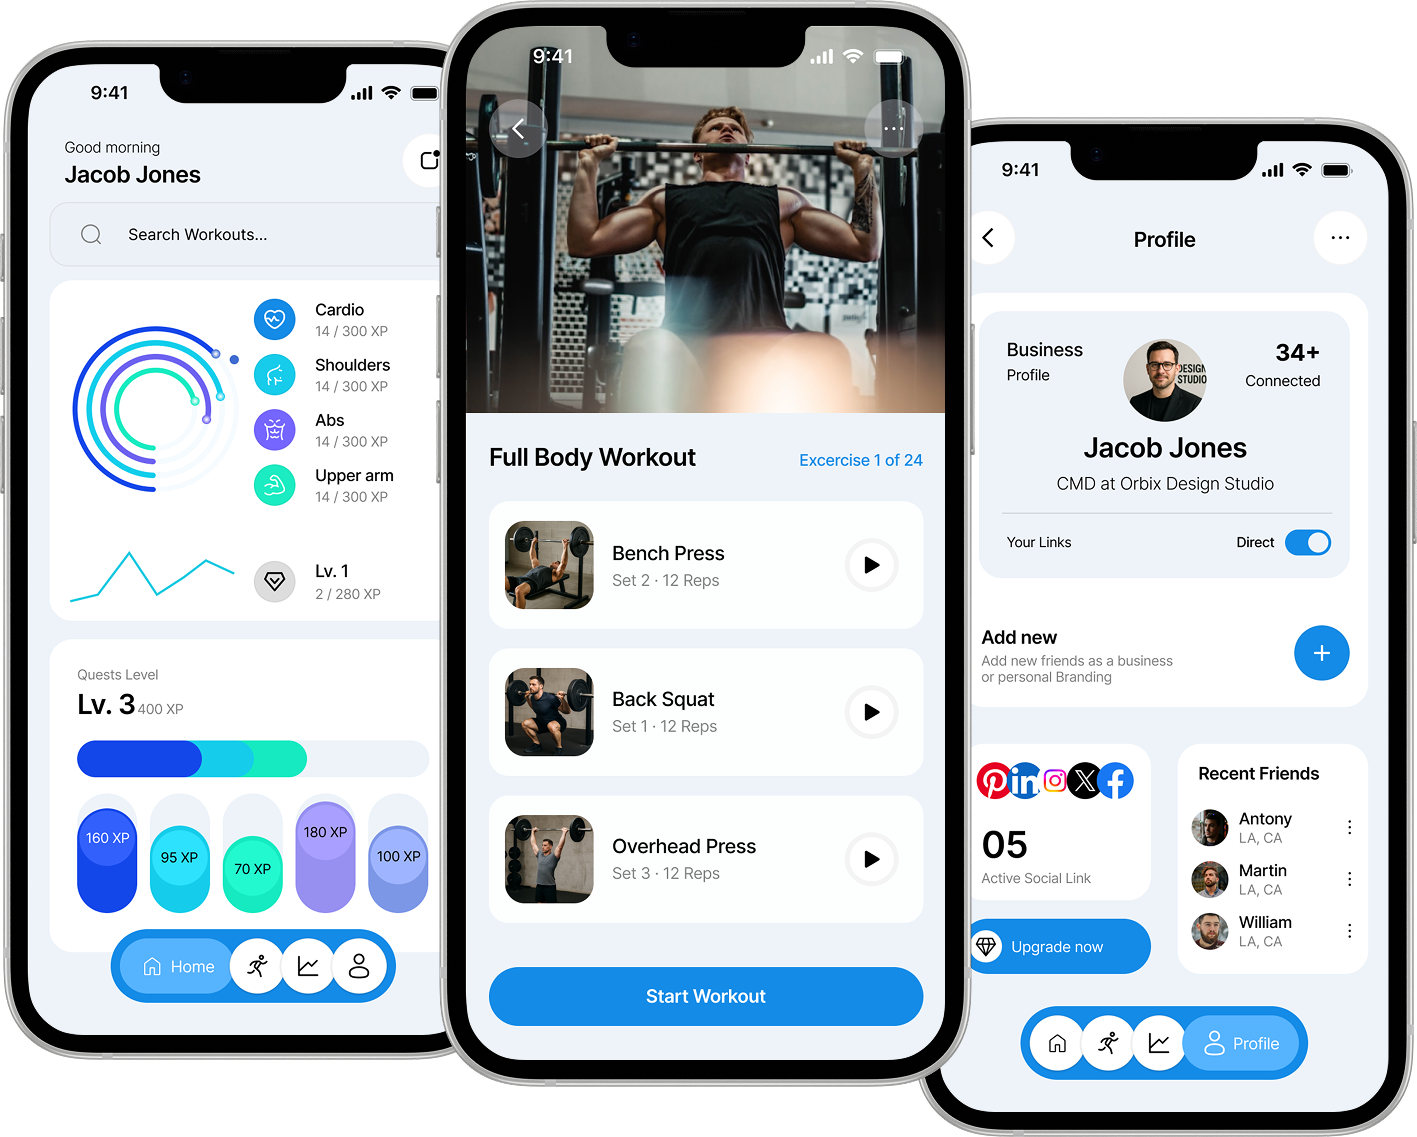 9:41
Good morning
Jacob Jones
Search Workouts...
Cardio
14 / 300 XP
Shoulders
14 / 300 XP
Abs
14 / 300 XP
Upper arm
14 / 300 XP
Lv. 1
2 / 280 XP
Quests Level
Lv. 3 400 XP
160 XP
95 XP
70 XP
180 XP
100 XP
Home
9:41
Full Body Workout
Excercise 1 of 24
Bench Press
Set 2 · 12 Reps
Back Squat
Set 1 · 12 Reps
Overhead Press
Set 3 · 12 Reps
Start Workout
9:41
Profile
Business
Profile
DESIGN
STUDIO
34+
Connected
Jacob Jones
CMD at Orbix Design Studio
Your Links
Direct
Add new
Add new friends as a business
or personal Branding
in
05
Active Social Link
Upgrade now
Recent Friends
Antony
LA, CA
Martin
LA, CA
William
LA, CA
Profile